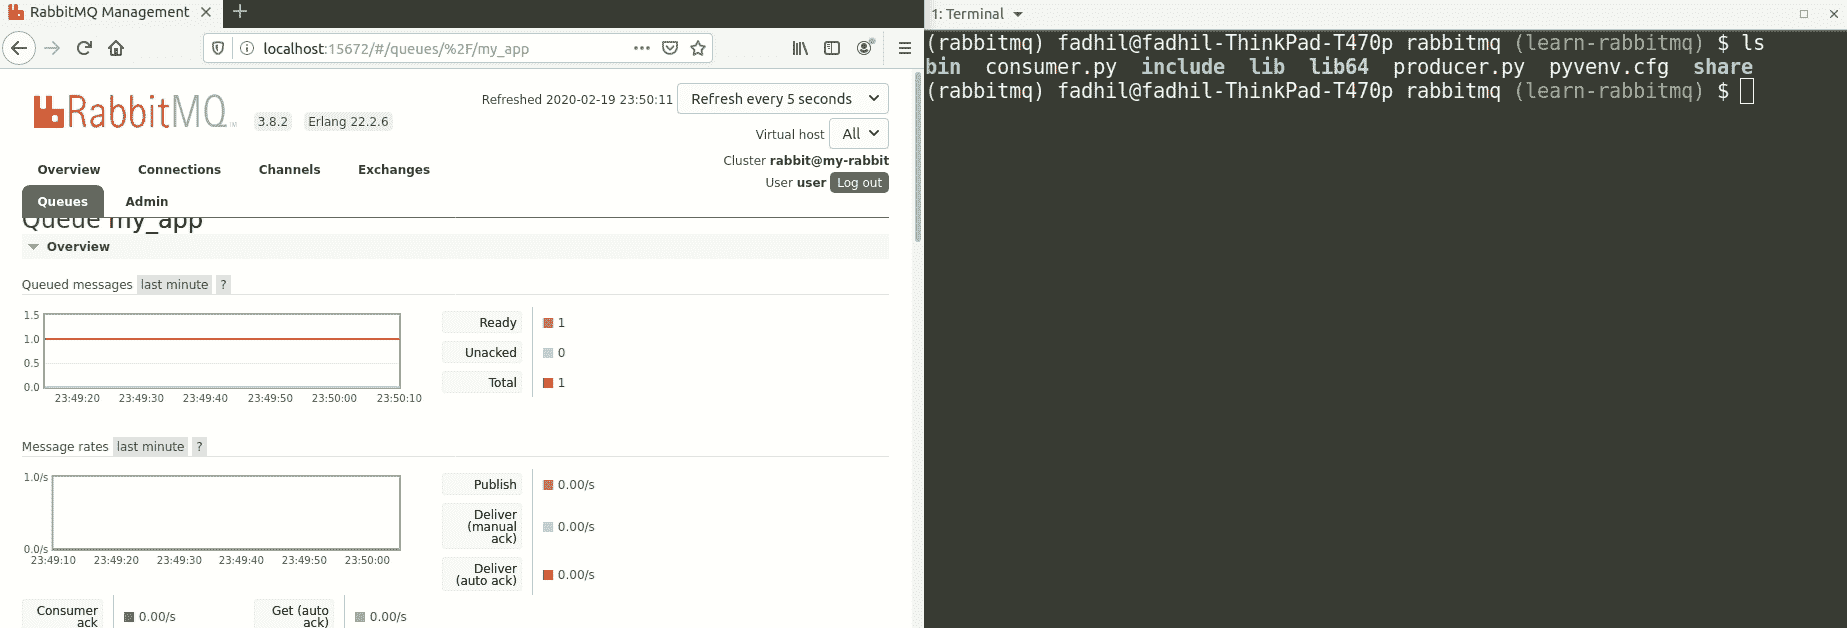 RabbitMQ Management
localhost:15672/#/queues/%2F/my_app
RabbitMQ TM 3.8.2 Erlang 22.2.6
Refreshed 2020-02-19 23:50:11 Refresh every 5 seconds
Virtual host All
Cluster rabbit@my-rabbit
User user Log out
Overview Connections Channels Exchanges
Queues Admin
Queue my_app
Overview
Queued messages last minute ?
1.5
1.0
0.5
0.0
23:49:20 23:49:30 23:49:40 23:49:50 23:50:00 23:50:10
Ready 1
Unacked 0
Total 1
Message rates last minute ?
1.0/s
0.0/s
23:49:10 23:49:20 23:49:30 23:49:40 23:49:50 23:50:00
Publish 0.00/s
Deliver
(manual 0.00/s
ack)
Deliver
(auto ack) 0.00/s
Consumer
ack 0.00/s
Get (auto
ack) 0.00/s
1: Terminal
(rabbitmq) fadhil@fadhil-ThinkPad-T470p rabbitmq (learn-rabbitmq) $ ls
bin consumer.py include lib lib64 producer.py pyvenv.cfg share
(rabbitmq) fadhil@fadhil-ThinkPad-T470p rabbitmq (learn-rabbitmq) $